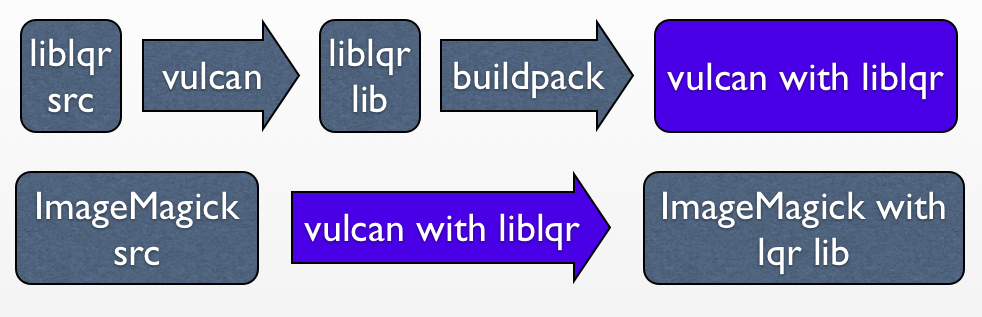 liblqr
src
vulcan
liblqr
lib
buildpack
vulcan with liblqr
ImageMagick
src
vulcan with liblqr
ImageMagick with
lqr lib